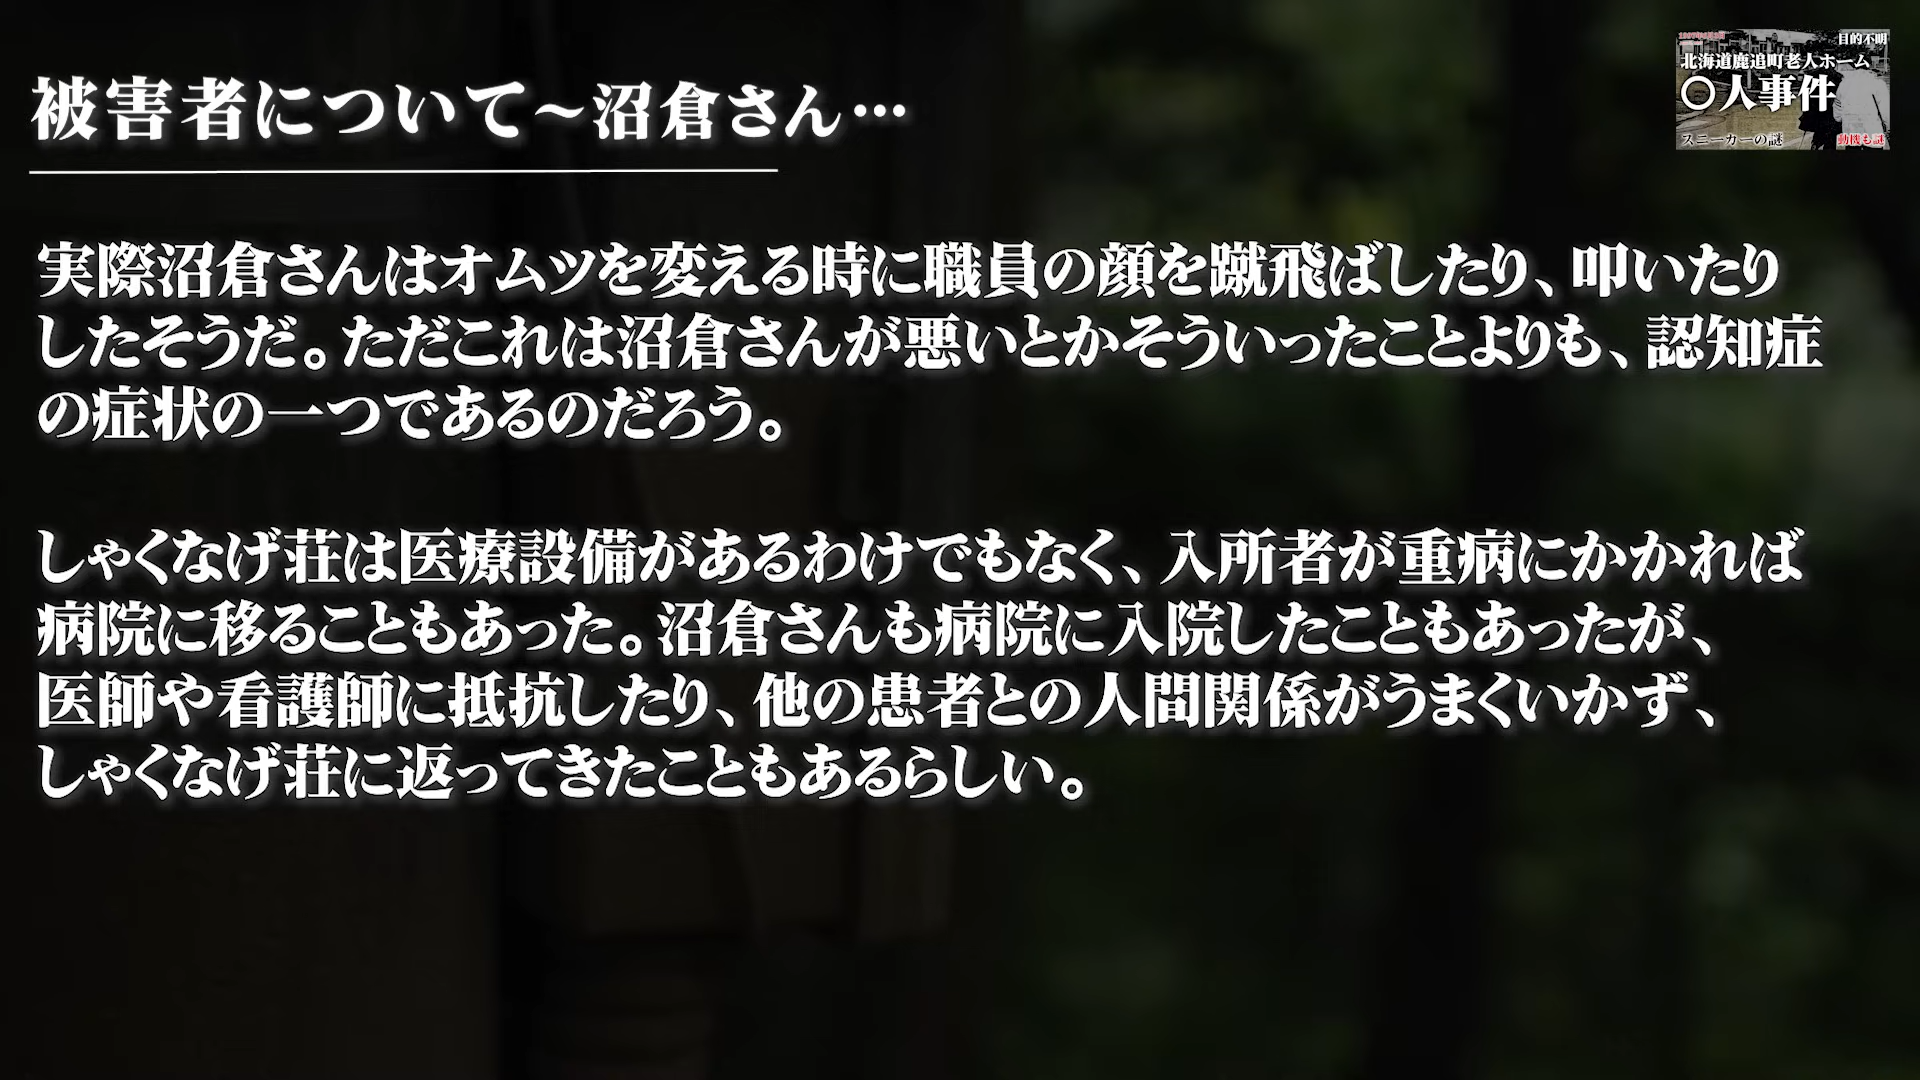 被害者について～沼倉さん…
目的不明
北海道鹿追町老人ホーム
〇人事件
スニーカーの謎
動機も謎
実際沼倉さんはオムツを変える時に職員の顔を蹴飛ばしたり、叩いたり
したそうだ。ただこれは沼倉さんが悪いとかそういったことよりも、認知症
の症状の一つであるのだろう。
しゃくなげ荘は医療設備があるわけでもなく、入所者が重病にかかれば
病院に移ることもあった。沼倉さんも病院に入院したこともあったが、
医師や看護師に抵抗したり、他の患者との人間関係がうまくいかず、
しゃくなげ荘に返ってきたこともあるらしい。